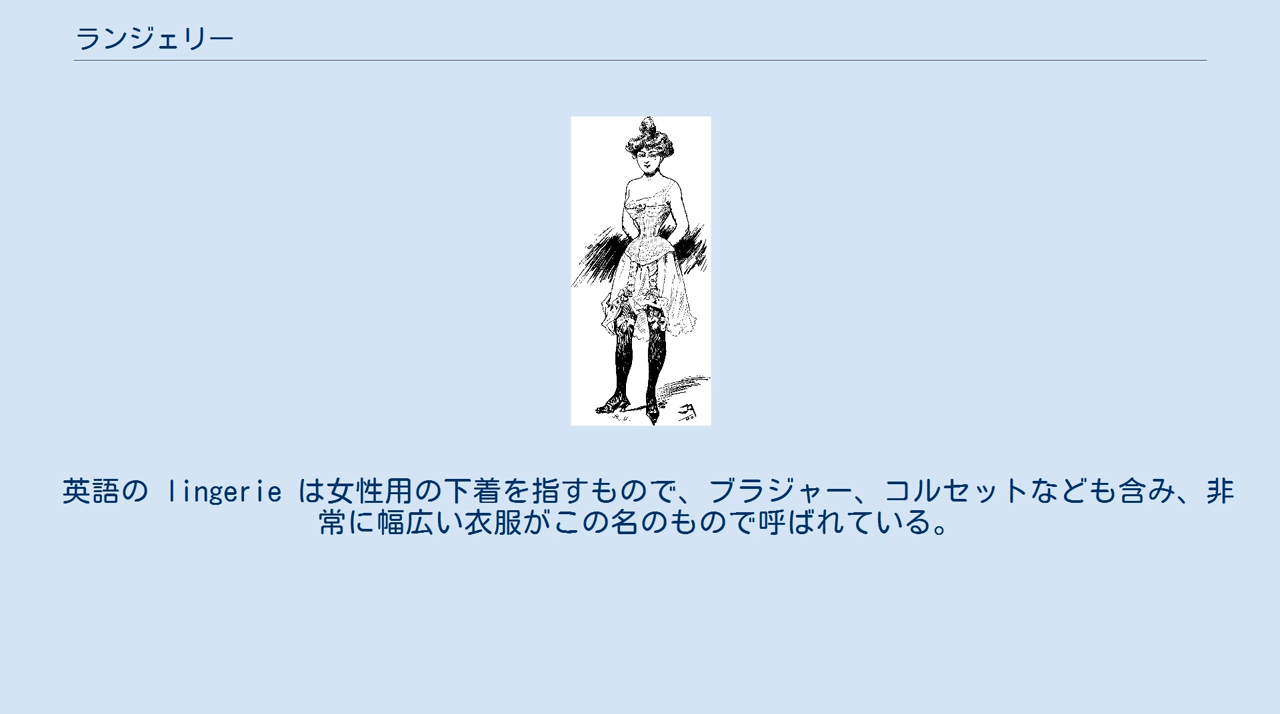 ランジェリー
英語の lingerie は女性用の下着を指すもので、ブラジャー、コルセットなども含み、非
常に幅広い衣服がこの名のもので呼ばれている。